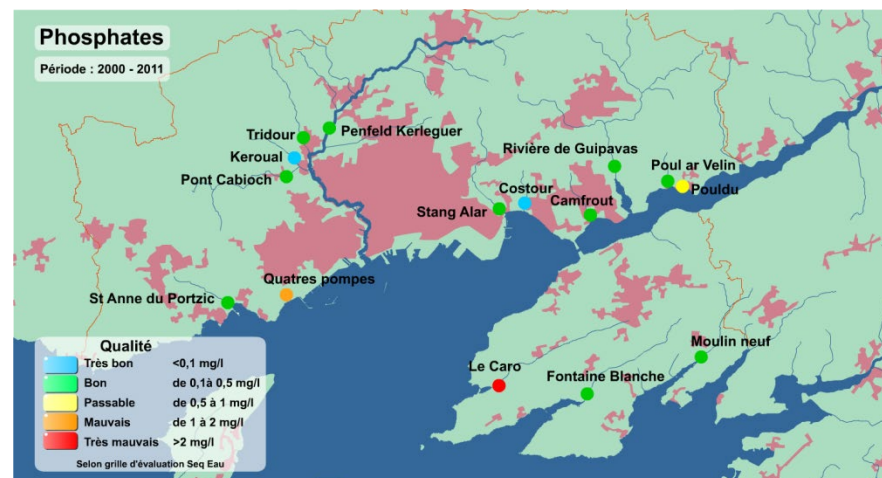 Phosphates
Période : 2000 - 2011
Tridour
Penfeld Kerleguer
Keroual
Pont Cabioch
Rivière de Guipavas
Poul ar Velin
Costour
Pouldu
Stang Alar
Camfrout
Quatres pompes
St Anne du Portzic
Moulin neuf
Le Caro
Fontaine Blanche
Qualité
Très bon <0,1 mg/l
Bon de 0,1à 0,5 mg/l
Passable de 0,5 à 1 mg/l
Mauvais de 1 à 2 mg/l
Très mauvais >2 mg/l
Selon grille d'évaluation Seq Eau